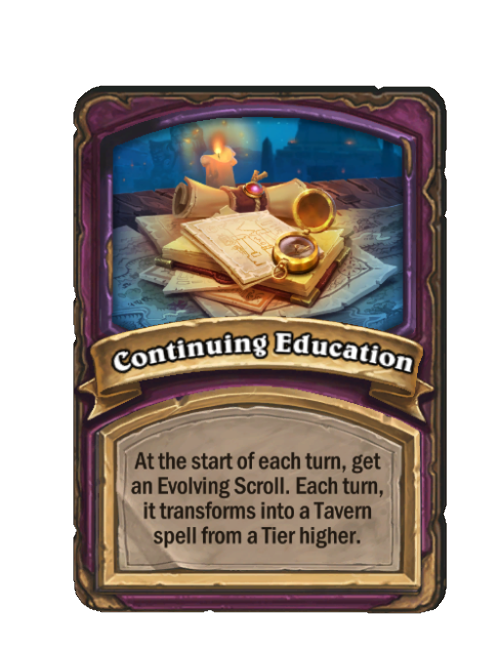 Continuing Education
At the start of each turn, get
an Evolving Scroll. Each turn,
it transforms into a Tavern
spell from a Tier higher.